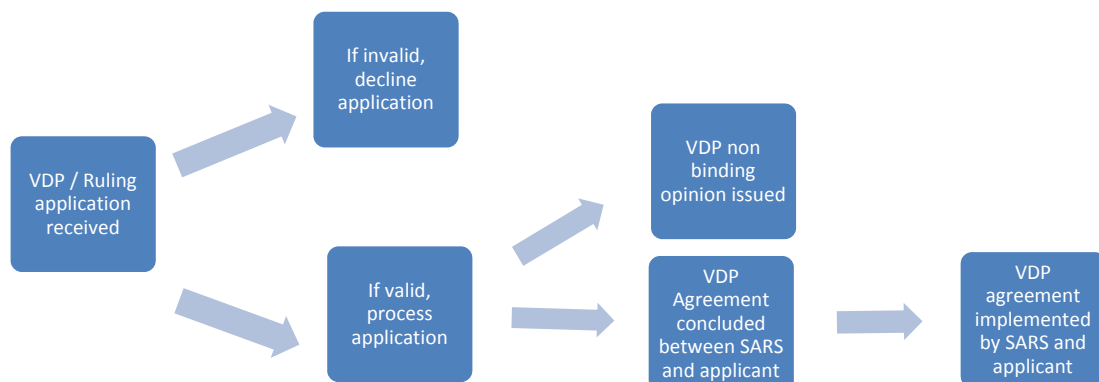 VDP / Ruling
application
received
If invalid,
decline
application
If valid,
process
application
VDP non
binding
opinion issued
VDP
Agreement
concluded
between SARS
and applicant
VDP
agreement
implemented
by SARS and
applicant